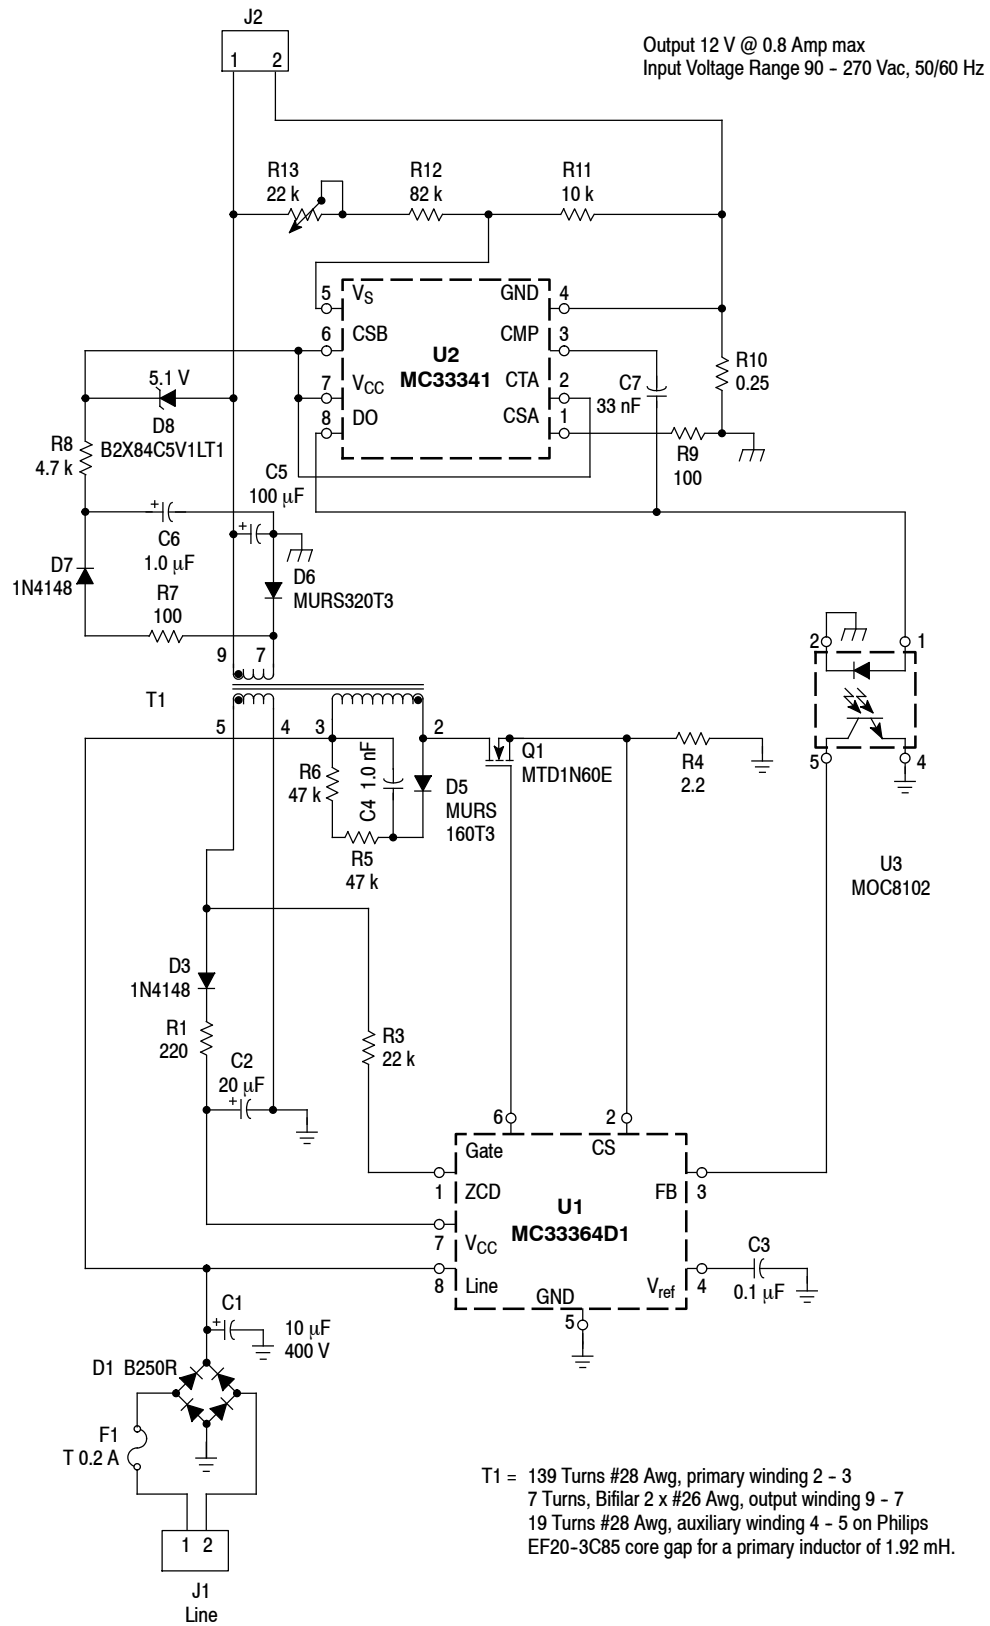 J2
1 2
Output 12 V @ 0.8 Amp max
Input Voltage Range 90 - 270 Vac, 50/60 Hz
R13
22 k
R12
82 k
R11
10 k
5 VS
GND 4
6 CSB
CMP 3
U2
MC33341
7 VCC
CTA 2
8 DO
CSA 1
C7
33 nF
R10
0.25
R9
100
5.1 V
D8
B2X84C5V1LT1
R8
4.7 k
C5
100 µF
+
+
C6
1.0 µF
D7
1N4148
R7
100
D6
MURS320T3
9 7
T1
5 4 3 2
2 1
5 4
U3
MOC8102
Q1
MTD1N60E
R4
2.2
R6
47 k
C4 1.0 nF
D5
MURS
160T3
R5
47 k
D3
1N4148
R1
220
R3
22 k
C2
20 µF
+
6 2
Gate CS
1 ZCD
FB 3
U1
MC33364D1
7 VCC
8 Line
Vref 4
GND
5
C3
0.1 µF
C1
+
10 µF
400 V
D1 B250R
F1
T 0.2 A
1 2
J1
Line
T1 = 139 Turns #28 Awg, primary winding 2 - 3
7 Turns, Bifilar 2 x #26 Awg, output winding 9 - 7
19 Turns #28 Awg, auxiliary winding 4 - 5 on Philips
EF20-3C85 core gap for a primary inductor of 1.92 mH.